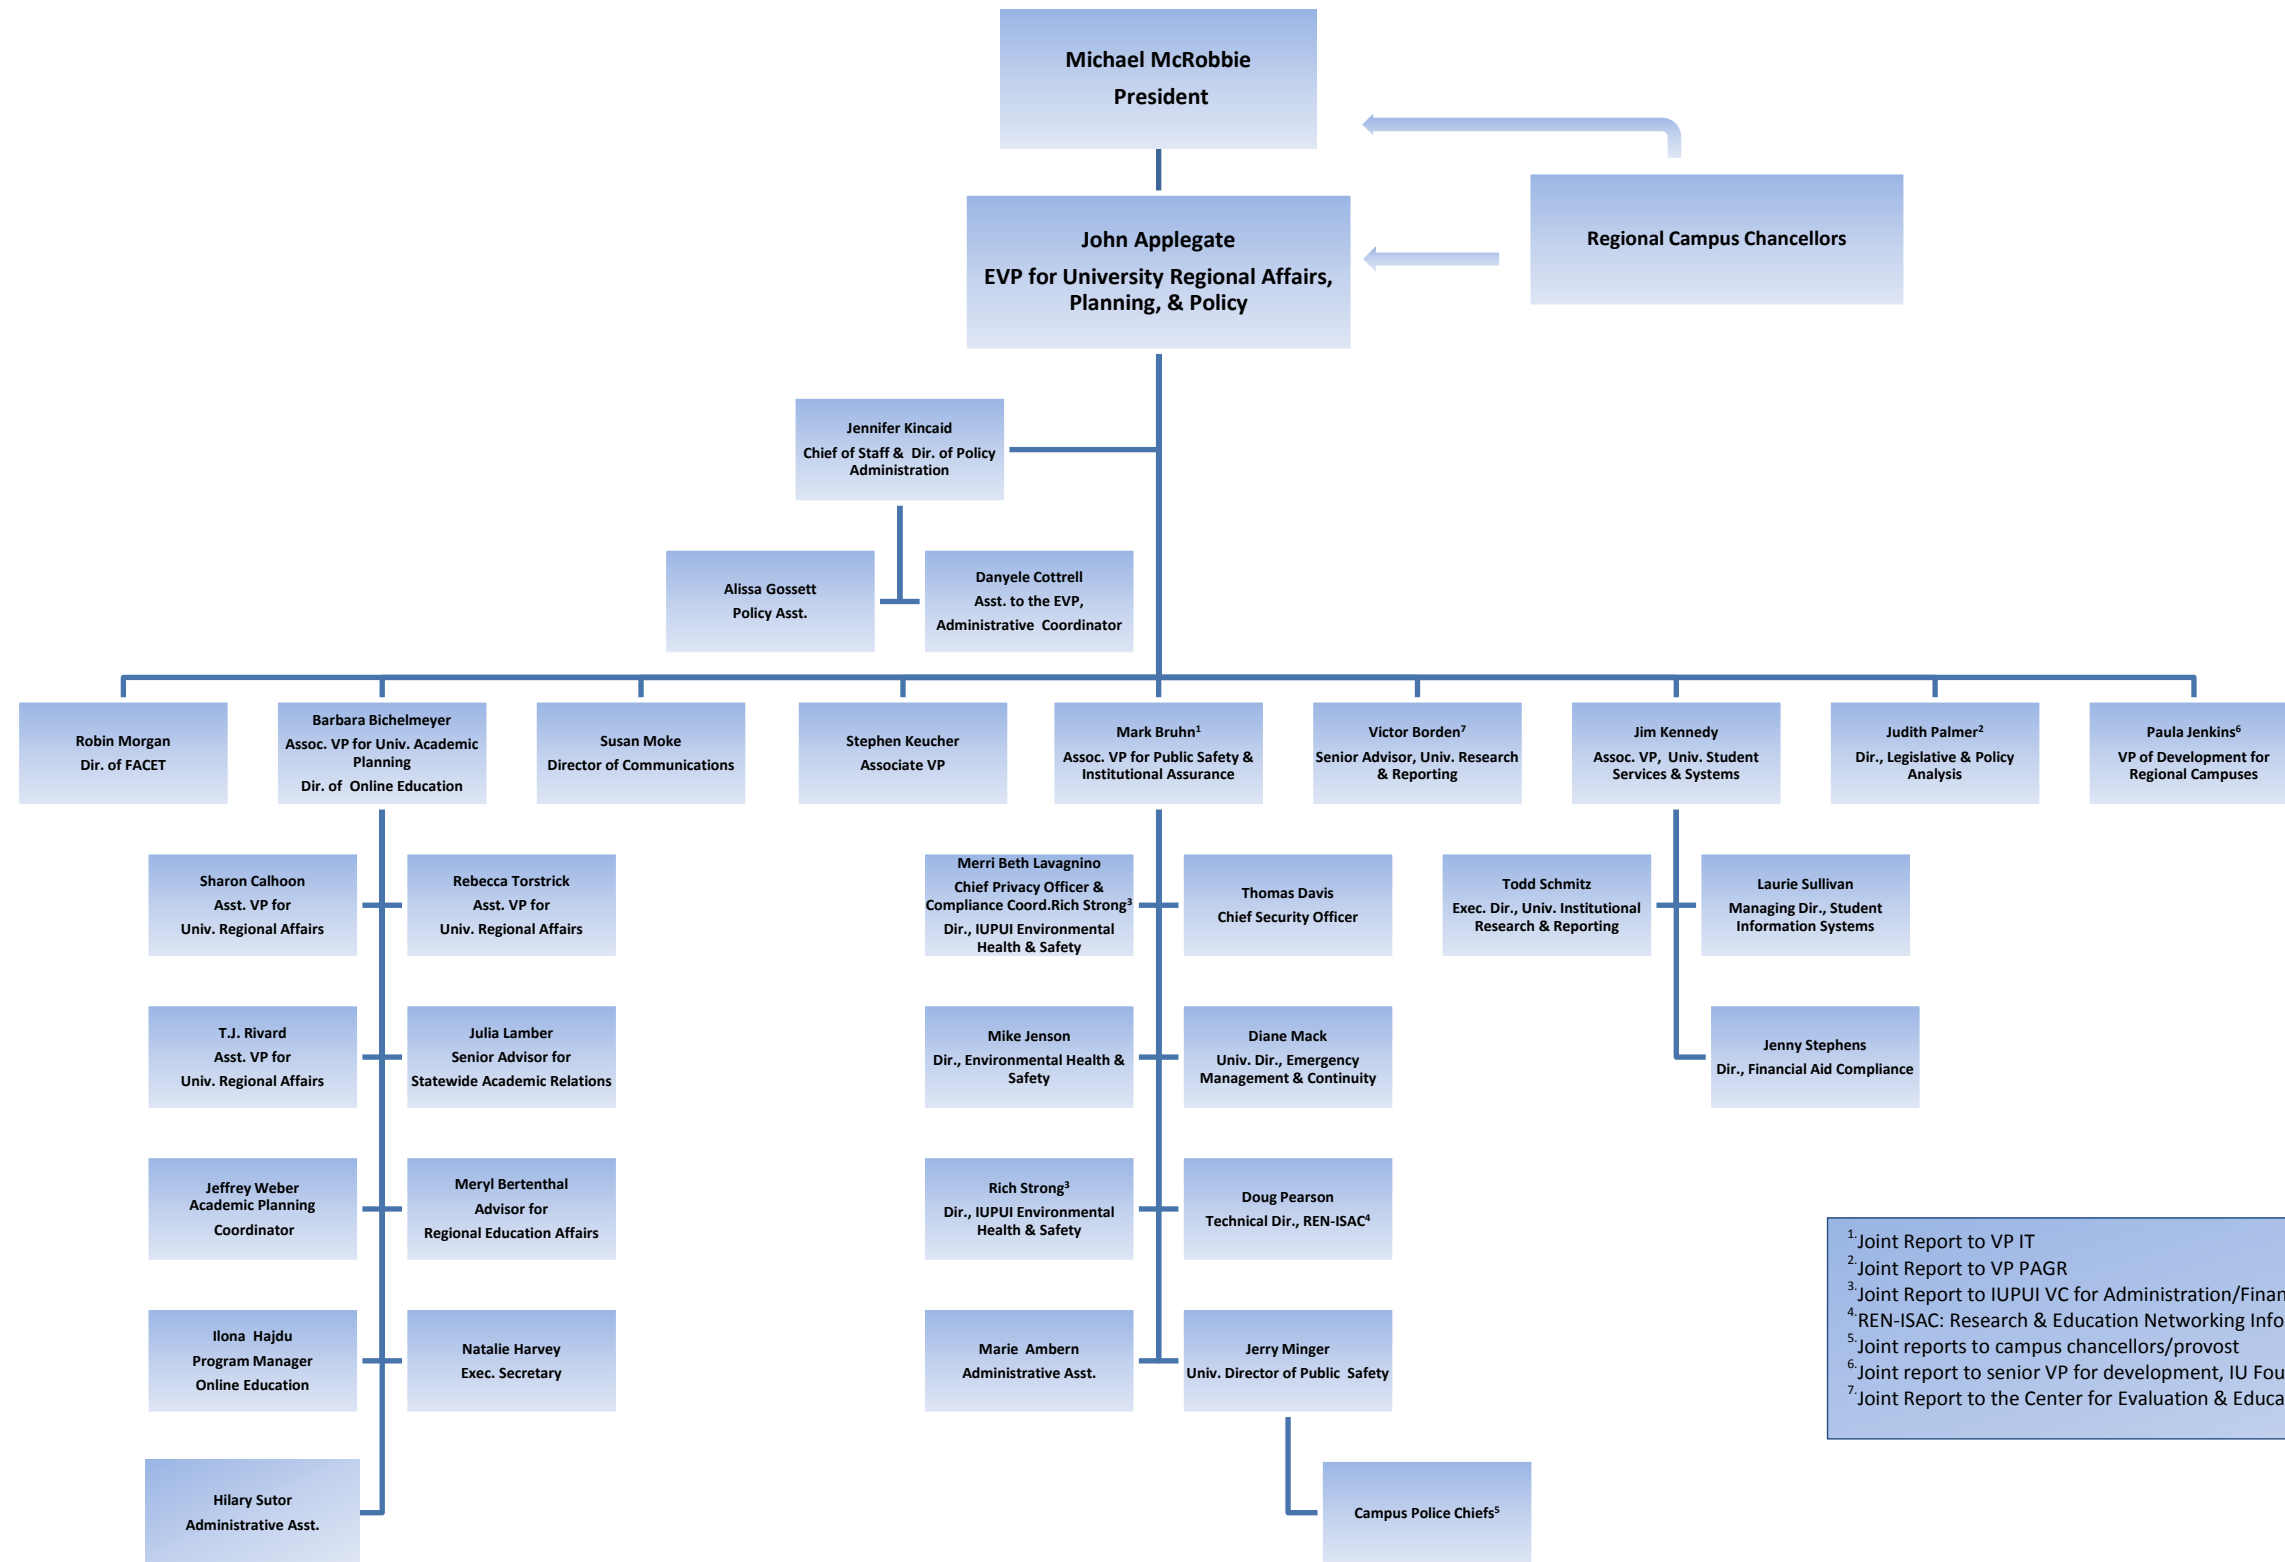 Michael McRobbie
President
Regional Campus Chancellors
John Applegate
EVP for University Regional Affairs,
Planning, & Policy
Jennifer Kincaid
Chief of Staff & Dir. of Policy
Administration
Alissa Gossett
Policy Asst.
Danyele Cottrell
Asst. to the EVP,
Administrative Coordinator
Robin Morgan
Dir. of FACET
Barbara Bichelmeyer
Assoc. VP for Univ. Academic
Planning
Dir. of Online Education
Susan Moke
Director of Communications
Stephen Keucher
Associate VP
Mark Bruhn¹
Assoc. VP for Public Safety &
Institutional Assurance
Victor Borden⁷
Senior Advisor, Univ. Research
& Reporting
Jim Kennedy
Assoc. VP, Univ. Student
Services & Systems
Judith Palmer²
Dir., Legislative & Policy
Analysis
Paula Jenkins⁶
VP of Development for
Regional Campuses
Sharon Calhoon
Asst. VP for
Univ. Regional Affairs
Rebecca Torstrick
Asst. VP for
Univ. Regional Affairs
Merri Beth Lavagnino
Chief Privacy Officer &
Compliance Coord.Rich Strong³
Dir., IUPUI Environmental
Health & Safety
Thomas Davis
Chief Security Officer
Todd Schmitz
Exec. Dir., Univ. Institutional
Research & Reporting
Laurie Sullivan
Managing Dir., Student
Information Systems
T.J. Rivard
Asst. VP for
Univ. Regional Affairs
Julia Lamber
Senior Advisor for
Statewide Academic Relations
Mike Jenson
Dir., Environmental Health &
Safety
Diane Mack
Univ. Dir., Emergency
Management & Continuity
Jenny Stephens
Dir., Financial Aid Compliance
Jeffrey Weber
Academic Planning
Coordinator
Meryl Bertenthal
Advisor for
Regional Education Affairs
Rich Strong³
Dir., IUPUI Environmental
Health & Safety
Doug Pearson
Technical Dir., REN-ISAC⁴
Ilona Hajdu
Program Manager
Online Education
Natalie Harvey
Exec. Secretary
Marie Ambern
Administrative Asst.
Jerry Minger
Univ. Director of Public Safety
Hilary Sutor
Administrative Asst.
Campus Police Chiefs⁵
¹·Joint Report to VP IT
²·Joint Report to VP PAGR
³·Joint Report to IUPUI VC for Administration/Finan
⁴·REN-ISAC: Research & Education Networking Info
⁵·Joint reports to campus chancellors/provost
⁶·Joint report to senior VP for development, IU Fou
⁷·Joint Report to the Center for Evaluation & Educa